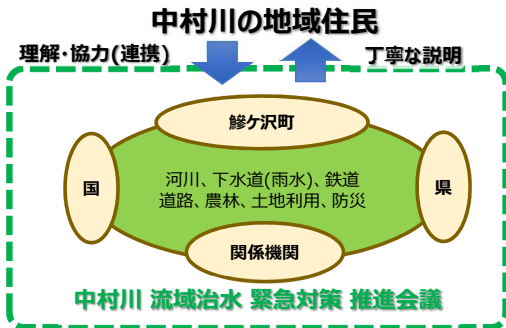 中村川の地域住民
理解･協力(連携)
丁寧な説明
鰺ケ沢町
国
河川、下水道(雨水)、鉄道
道路、農林、土地利用、防災
県
関係機関
中村川 流域治水 緊急対策 推進会議